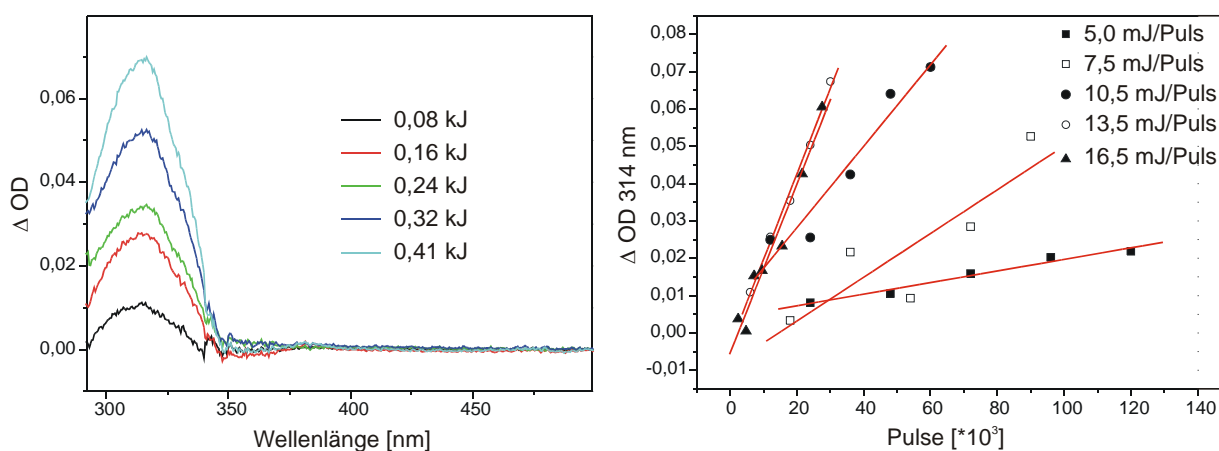 Δ OD
0,06
0,04
0,02
0,00
300
350
400
450
Wellenlänge [nm]
0,08 kJ
0,16 kJ
0,24 kJ
0,32 kJ
0,41 kJ
Δ OD 314 nm
0,08
0,07
0,06
0,05
0,04
0,03
0,02
0,01
0,00
-0,01
0
20
40
60
80
100
120
140
Pulse [*10³]
5,0 mJ/Puls
7,5 mJ/Puls
10,5 mJ/Puls
13,5 mJ/Puls
16,5 mJ/Puls